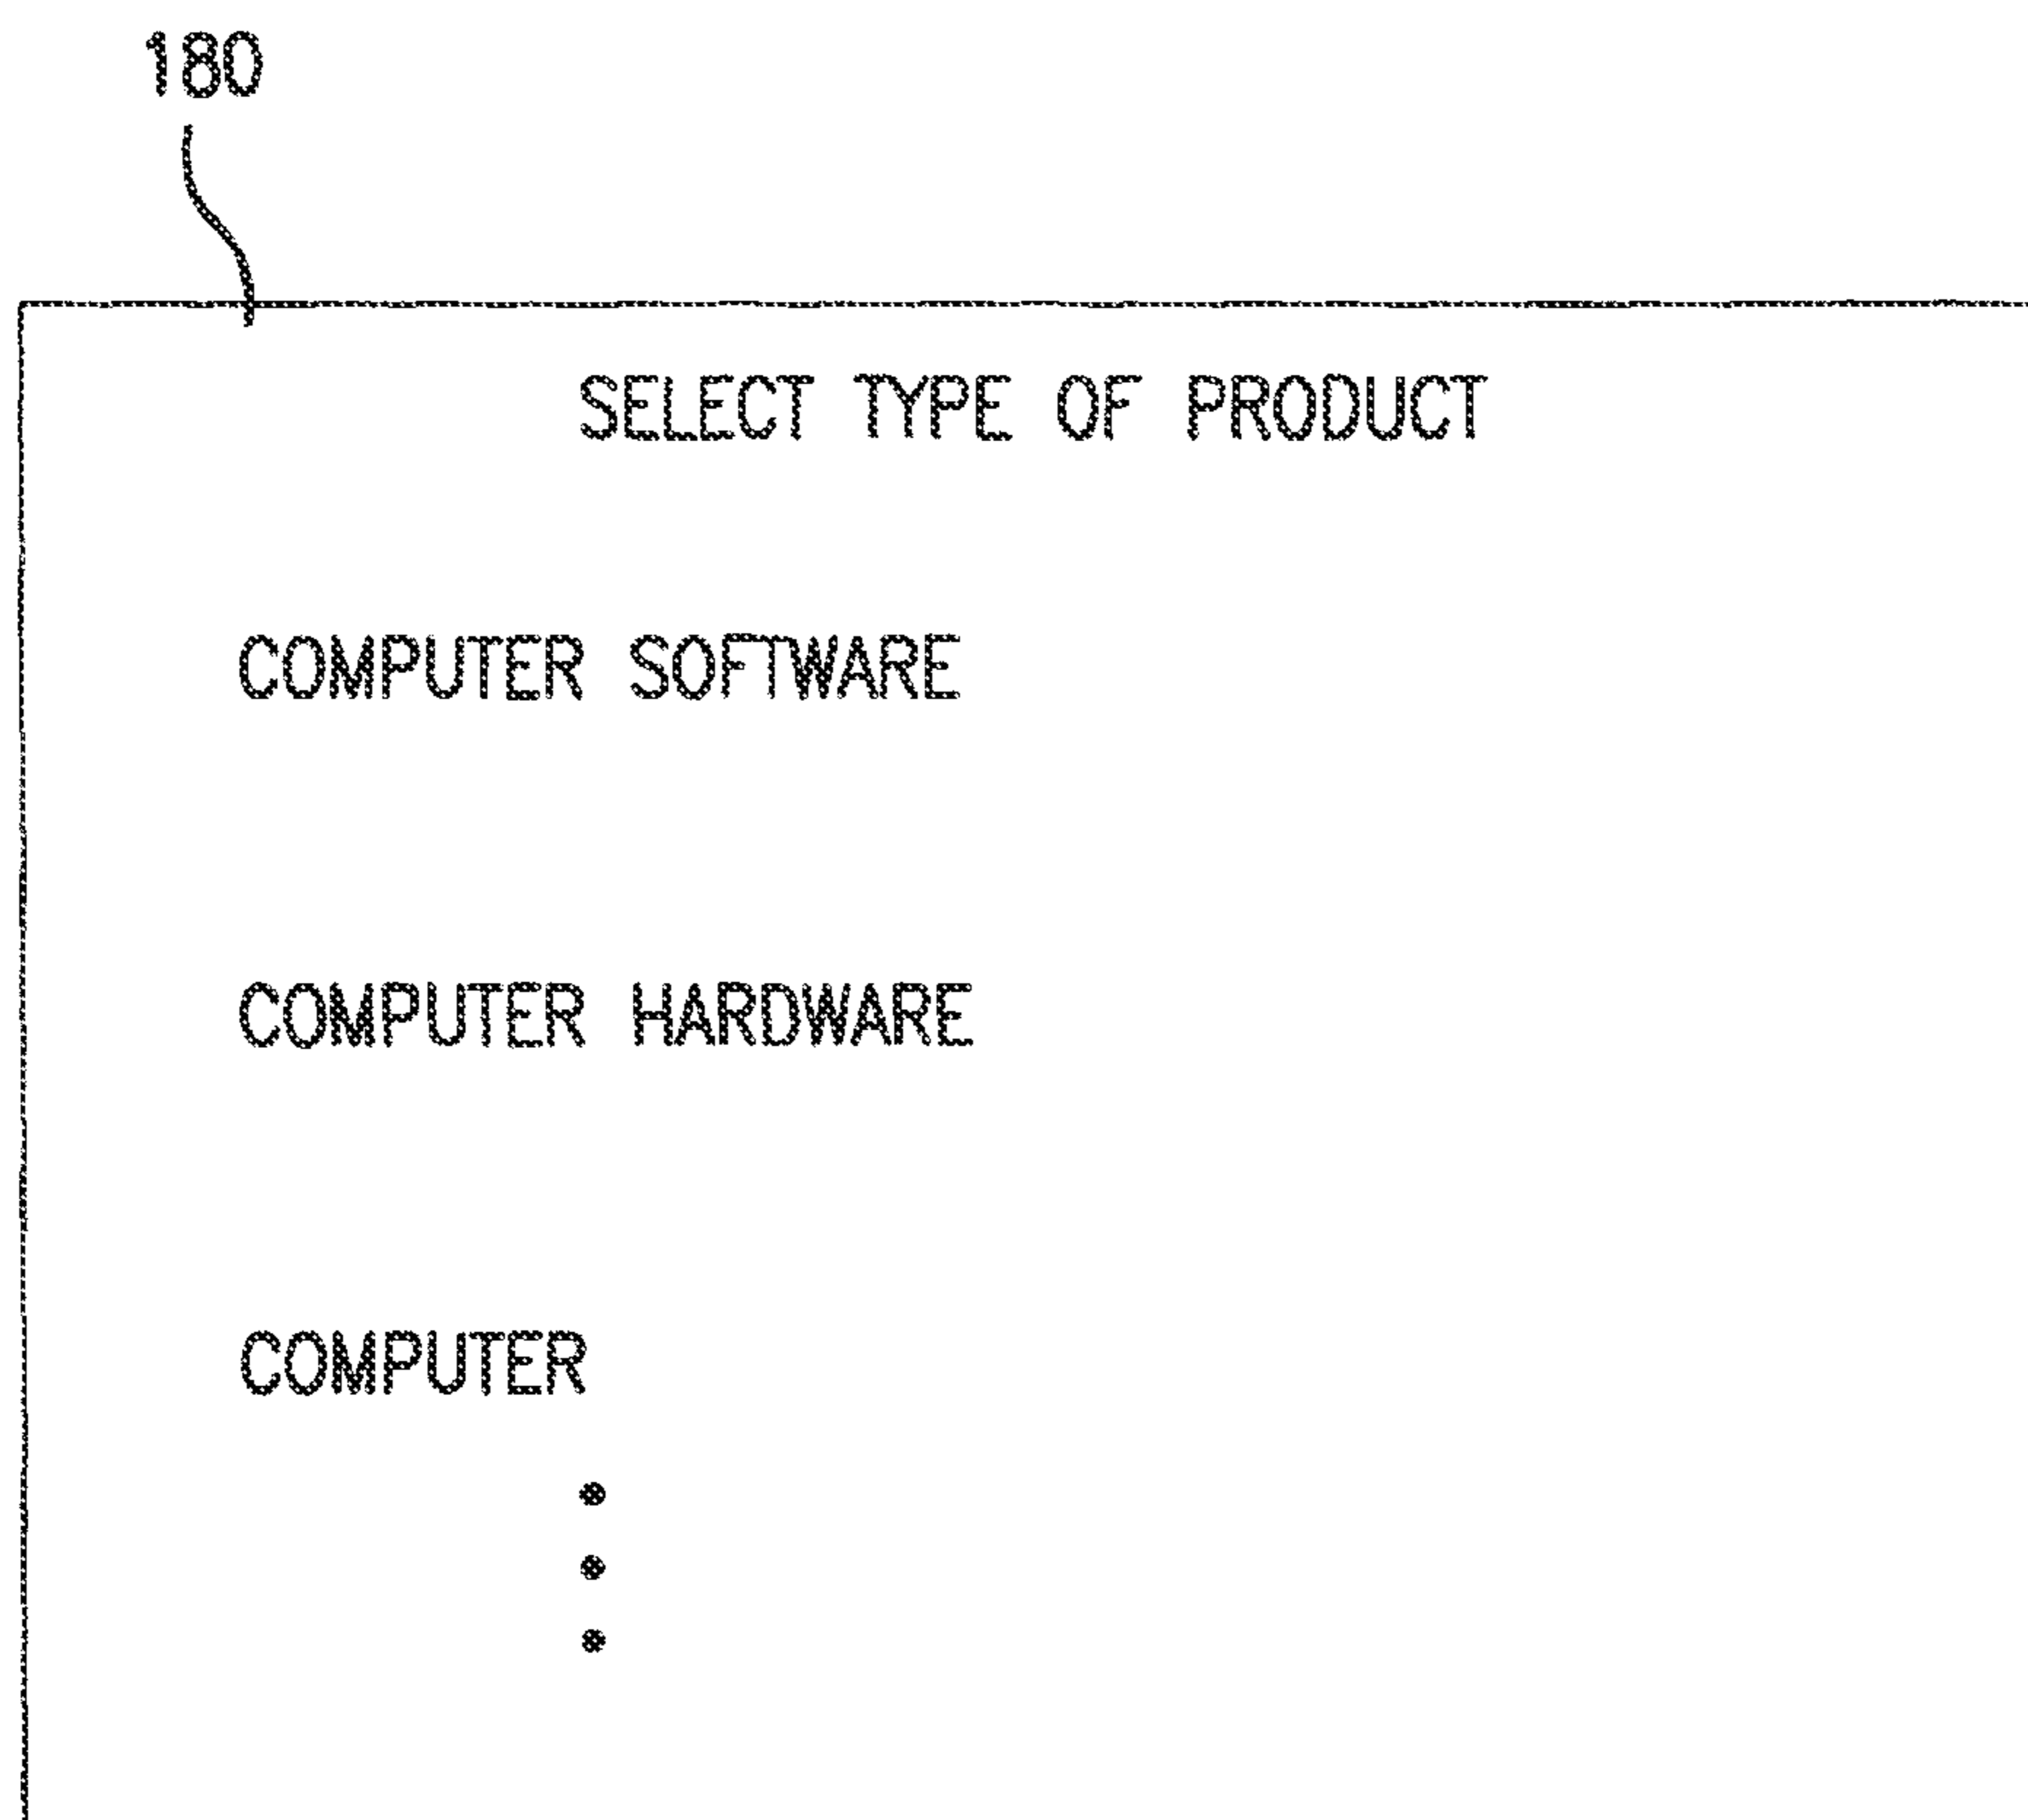 180
SELECT TYPE OF PRODUCT
COMPUTER SOFTWARE
COMPUTER HARDWARE
COMPUTER